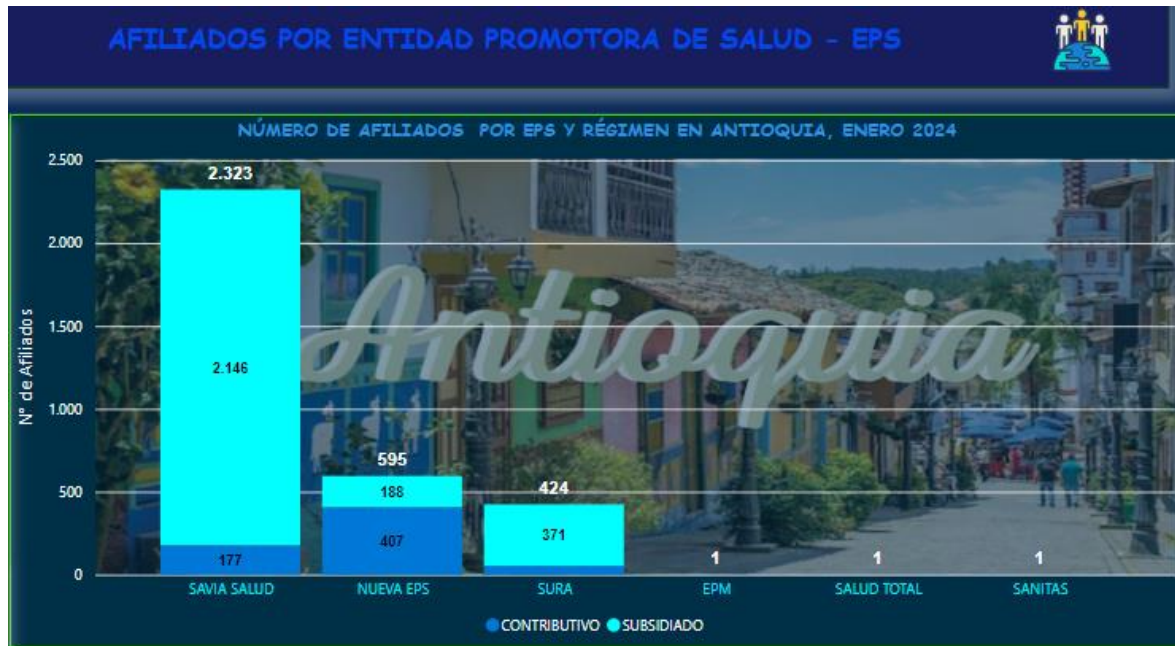 AFILIADOS POR ENTIDAD PROMOTORA DE SALUD - EPS
NÚMERO DE AFILIADOS POR EPS Y RÉGIMEN EN ANTIOQUIA, ENERO 2024
Antioquia
N° de Afiliados
2.500
2.000
1.500
1.000
500
0
2.323
2.146
177
595
188
407
424
371
1
1
1
SAVIA SALUD NUEVA EPS SURA EPM SALUD TOTAL SANITAS
CONTRIBUTIVO SUBSIDIADO